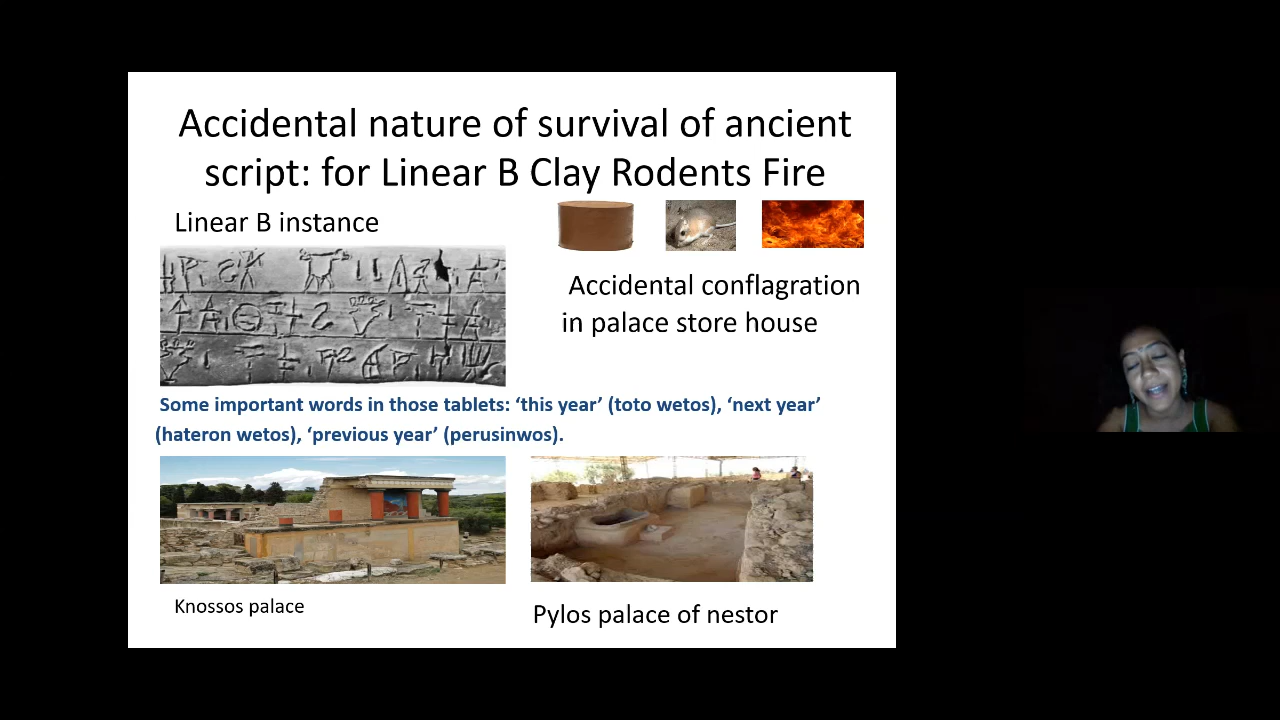 Accidental nature of survival of ancient
script: for Linear B Clay Rodents Fire
Linear B instance
Accidental conflagration
in palace store house
Some important words in those tablets: ‘this year’ (toto wetos), ‘next year’
(hateron wetos), ‘previous year’ (perusinwos).
Knossos palace
Pylos palace of nestor